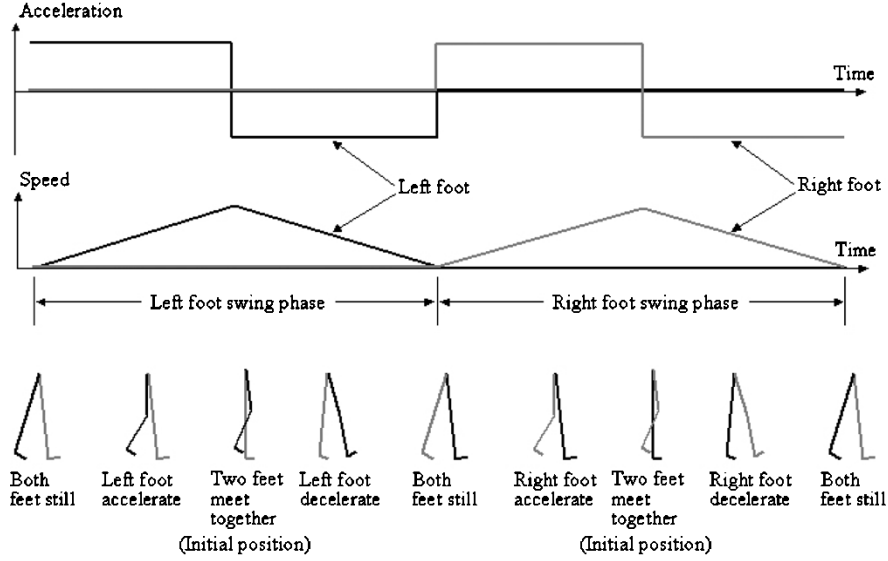 Acceleration
Time
Left foot
Right foot
Speed
Time
Left foot swing phase
Right foot swing phase
Both
feet still
Left foot
accelerate
Two feet
meet
together
(Initial position)
Left foot
decelerate
Both
feet still
Right foot
accelerate
Two feet
meet
together
(Initial position)
Right foot
decelerate
Both
feet still